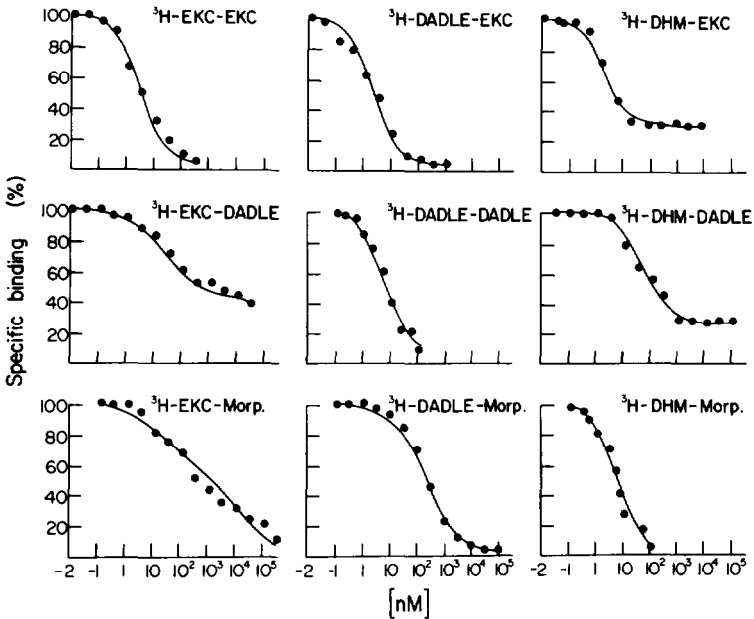 ³H-EKC-EKC
³H-DADLE-EKC
³H-DHM-EKC
100
80
60
40
20
³H-EKC-DADLE
³H-DADLE-DADLE
³H-DHM-DADLE
100
80
60
40
20
Specific binding (%)
³H-EKC-Morp.
³H-DADLE-Morp.
³H-DHM-Morp.
100
80
60
40
20
-2 -1 1 10 10² 10³ 10⁴ 10⁵
-2 -1 1 10 10² 10³ 10⁴ 10⁵
-2 -1 1 10 10² 10³ 10⁴ 10⁵
[nM]